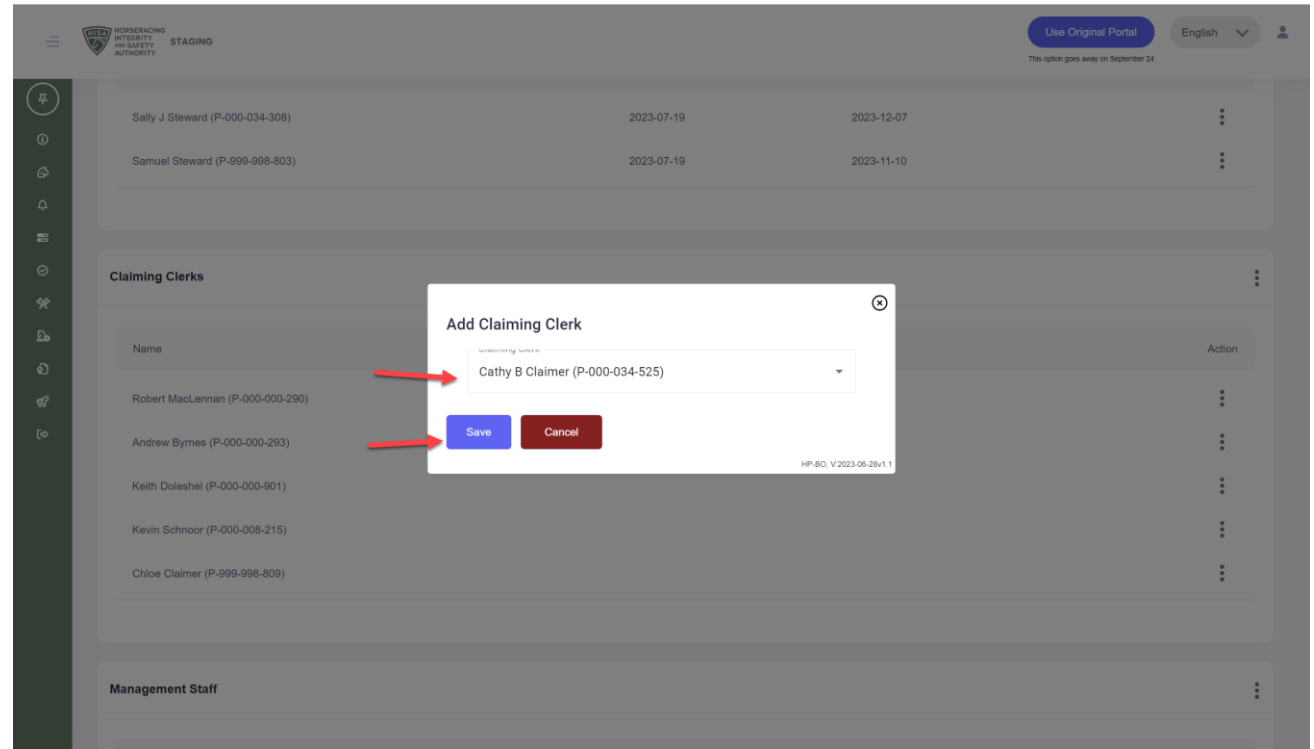 HISA
HORSERACING
INTEGRITY
AND SAFETY
AUTHORITY
STAGING
Use Original Portal
English
This option goes away on September 24
Sally J Steward (P-000-034-308) 2023-07-19 2023-12-07
Samuel Steward (P-999-998-803) 2023-07-19 2023-11-10
Claiming Clerks
Add Claiming Clerk
Name
Action
Claiming Clerk
Cathy B Claimer (P-000-034-525)
Robert MacLennan (P-000-000-290)
Save Cancel
Andrew Byrnes (P-000-000-293)
HP-BO, V:2023-06-28v1.1
Keith Doleshel (P-000-000-901)
Kevin Schnoor (P-000-008-215)
Chloe Claimer (P-999-998-809)
Management Staff